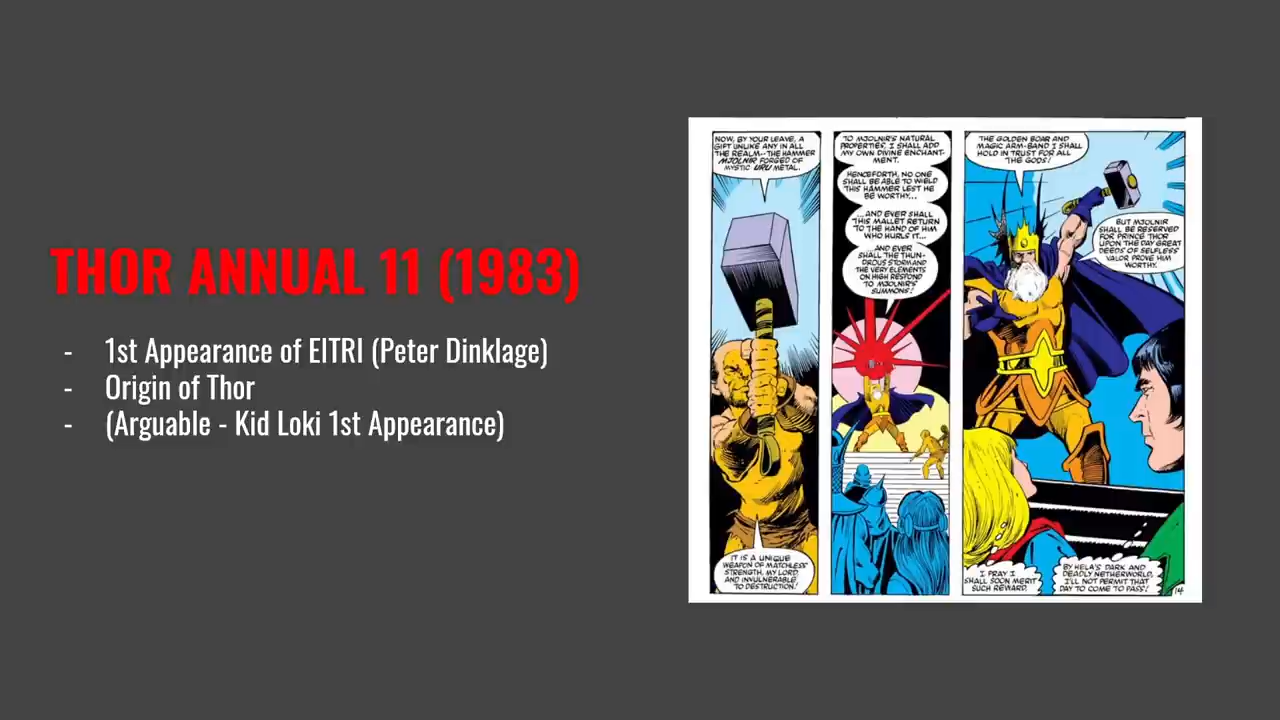 THOR ANNUAL 11 (1983)
- 1st Appearance of EITRI (Peter Dinklage)
- Origin of Thor
- (Arguable - Kid Loki 1st Appearance)
NOW, BY YOUR LEAVE, A
GIFT UNLIKE ANY IN ALL
THE REALM--THE HAMMER
MJOLNIR FORGED OF
MYSTIC URU METAL.
IT IS A UNIQUE
WEAPON OF MATCHLESS
STRENGTH, MY LORD,
AND INVULNERABLE
TO DESTRUCTION!
TO MJOLNIR'S NATURAL
PROPERTIES, I SHALL ADD
MY OWN DIVINE ENCHANT-
MENT.
HENCEFORTH, NO ONE
SHALL BE ABLE TO WIELD
THIS HAMMER LEST HE
BE WORTHY...
...AND EVER SHALL
THIS MALLET RETURN
TO THE HAND OF HIM
WHO HURLS IT...
...AND EVER
SHALL THE THUN-
DROUS STORM AND
THE VERY ELEMENTS
ON HIGH RESPOND
TO MJOLNIR'S
SUMMONS!
THE GOLDEN BOAR AND
MAGIC ARM-BAND I SHALL
HOLD IN TRUST FOR ALL
THE GODS!
BUT MJOLNIR
SHALL BE RESERVED
FOR PRINCE THOR
UPON THE DAY GREAT
DEEDS OF SELFLESS
VALOR PROVE HIM
WORTHY.
I PRAY I
SHALL SOON MERIT
SUCH REWARD.
BY HELA'S DARK AND
DEADLY NETHERWORLD,
I'LL NOT PERMIT THAT
DAY TO COME TO PASS!
14